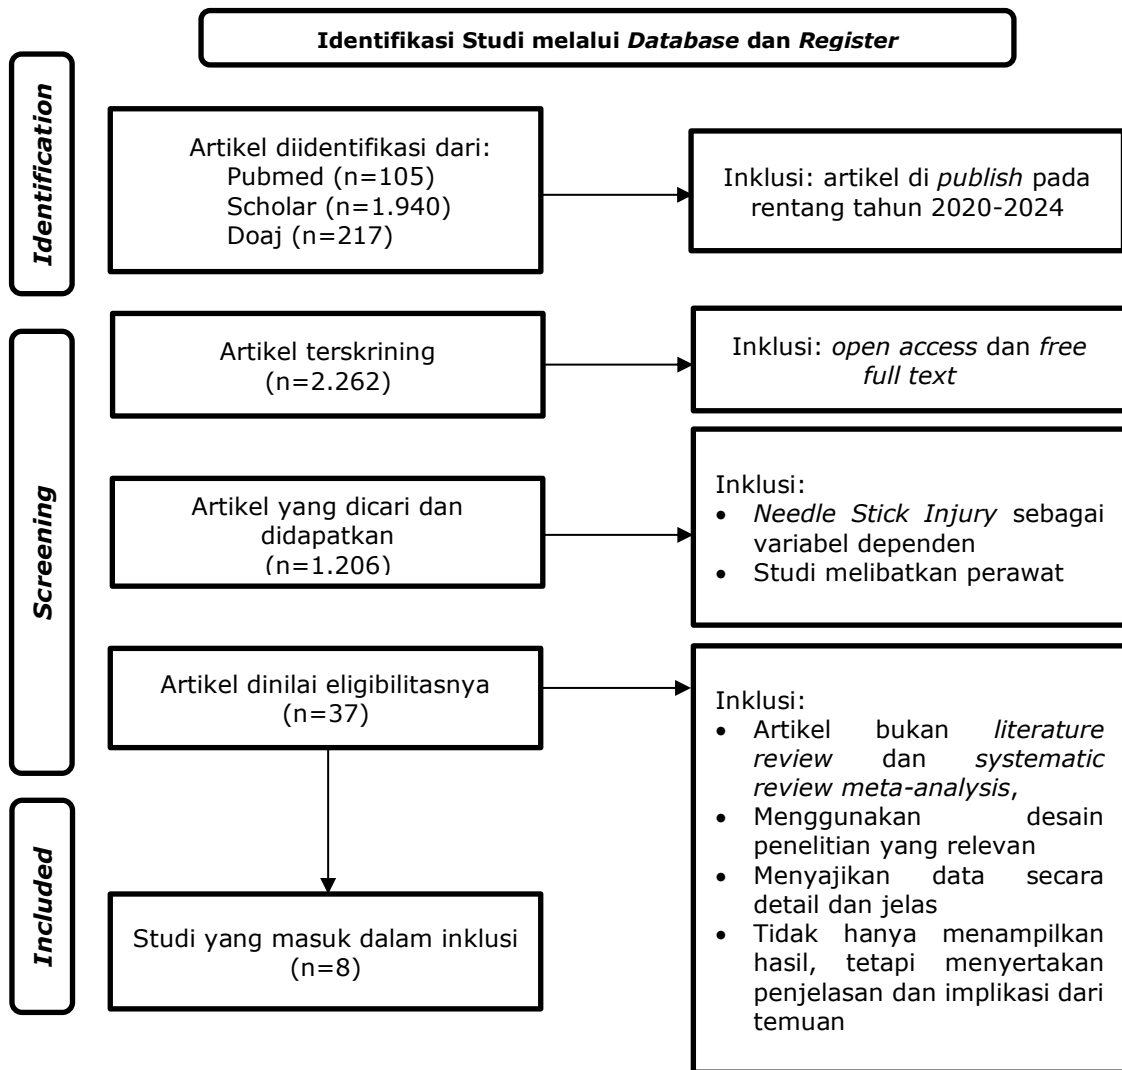 Identifikasi Studi melalui Database dan Register
Identification
Artikel diidentifikasi dari:
Pubmed (n=105)
Scholar (n=1.940)
Doaj (n=217)
Inklusi: artikel di publish pada
rentang tahun 2020-2024
Screening
Artikel terskrining
(n=2.262)
Inklusi: open access dan free
full text
Artikel yang dicari dan
didapatkan
(n=1.206)
Inklusi:
• Needle Stick Injury sebagai
variabel dependen
• Studi melibatkan perawat
Artikel dinilai eligibilitasnya
(n=37)
Inklusi:
• Artikel bukan literature
review dan systematic
review meta-analysis,
• Menggunakan desain
penelitian yang relevan
• Menyajikan data secara
detail dan jelas
• Tidak hanya menampilkan
hasil, tetapi menyertakan
penjelasan dan implikasi dari
temuan
Included
Studi yang masuk dalam inklusi
(n=8)